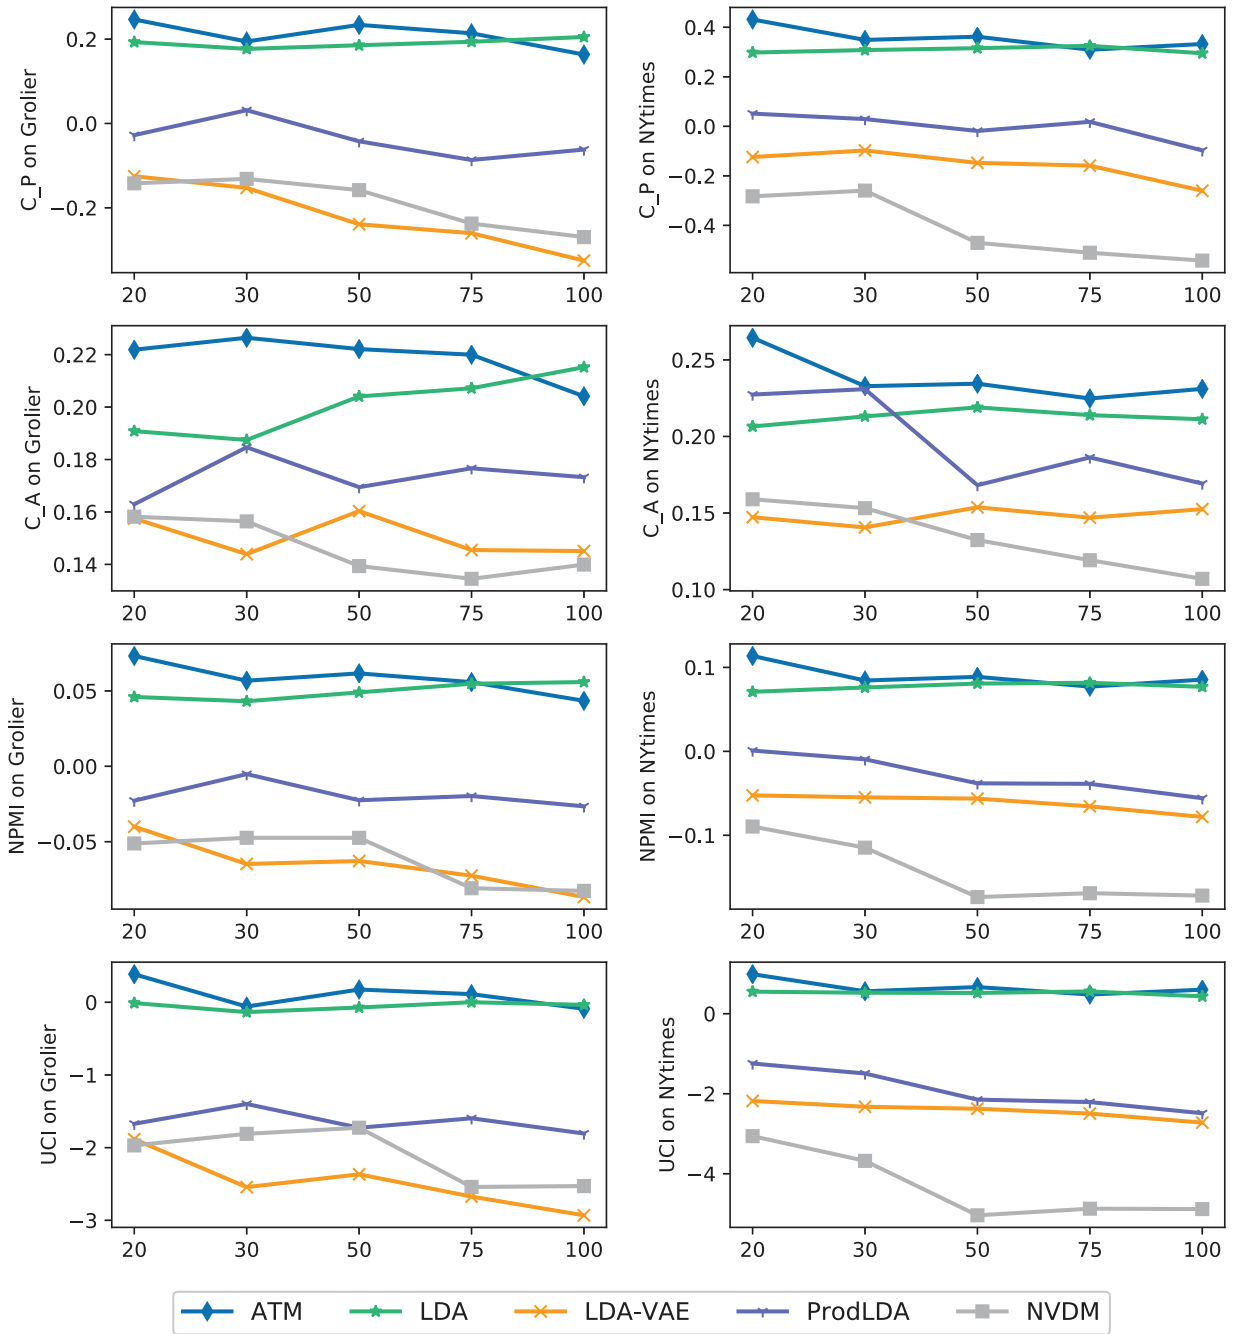 C_P on Grolier
0.2
0.0
−0.2
20 30 50 75 100
C_P on NYtimes
0.4
0.2
0.0
−0.2
−0.4
20 30 50 75 100
C_A on Grolier
0.22
0.20
0.18
0.16
0.14
20 30 50 75 100
C_A on NYtimes
0.25
0.20
0.15
0.10
20 30 50 75 100
NPMI on Grolier
0.05
0.00
−0.05
20 30 50 75 100
NPMI on NYtimes
0.1
0.0
−0.1
20 30 50 75 100
UCI on Grolier
0
−1
−2
−3
20 30 50 75 100
UCI on NYtimes
0
−2
−4
20 30 50 75 100
ATM LDA LDA-VAE ProdLDA NVDM